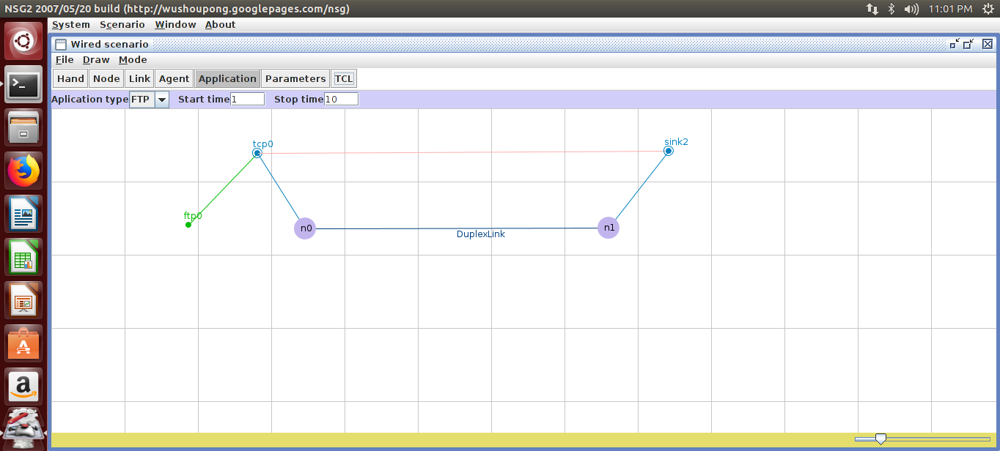 NSG2 2007/05/20 build (http://wushoupong.googlepages.com/nsg) 11:01 PM
System Scenario Window About
Wired scenario
File Draw Mode
Hand Node Link Agent Application Parameters TCL
Aplication type FTP Start time 1 Stop time 10
tcp0 sink2
ftp0
n0 n1
DuplexLink